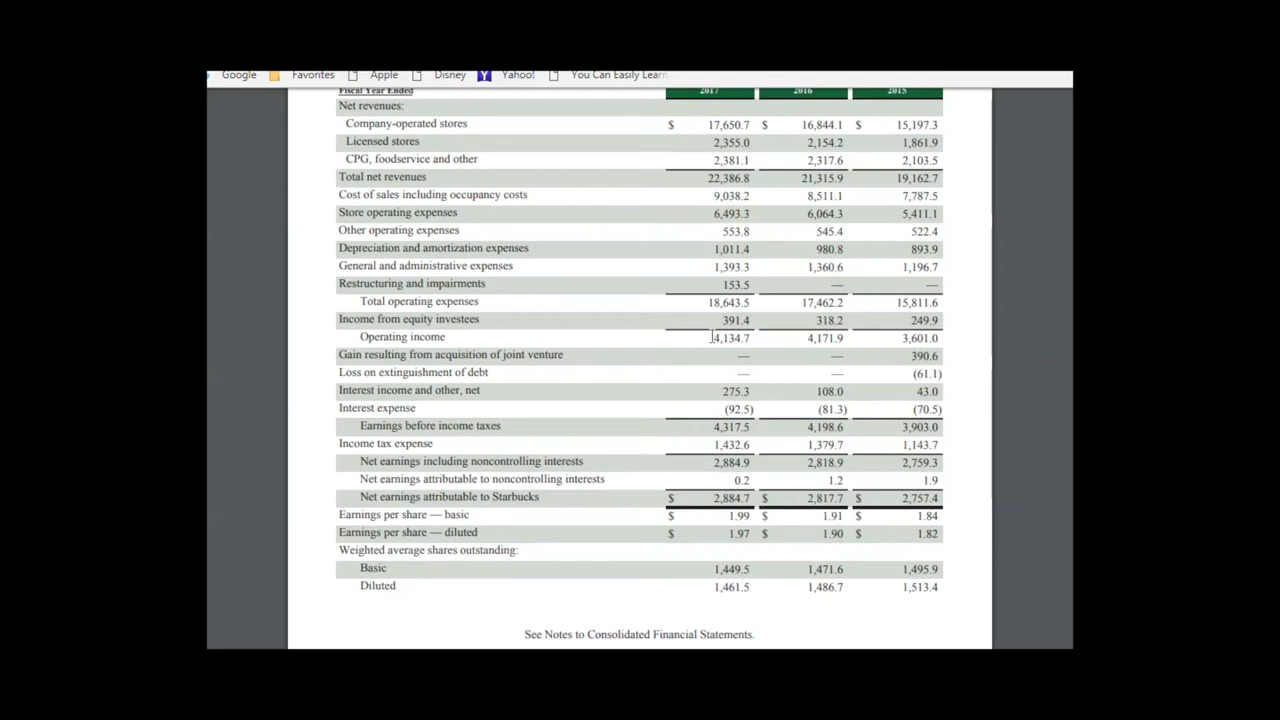 Google Favorites Apple Disney Yahoo! You Can Easily Learn
Fiscal Year Ended 2017 2016 2015
Net revenues:
Company-operated stores $ 17,650.7 $ 16,844.1 $ 15,197.3
Licensed stores 2,355.0 2,154.2 1,861.9
CPG, foodservice and other 2,381.1 2,317.6 2,103.5
Total net revenues 22,386.8 21,315.9 19,162.7
Cost of sales including occupancy costs 9,038.2 8,511.1 7,787.5
Store operating expenses 6,493.3 6,064.3 5,411.1
Other operating expenses 553.8 545.4 522.4
Depreciation and amortization expenses 1,011.4 980.8 893.9
General and administrative expenses 1,393.3 1,360.6 1,196.7
Restructuring and impairments 153.5 — —
Total operating expenses 18,643.5 17,462.2 15,811.6
Income from equity investees 391.4 318.2 249.9
Operating income 4,134.7 4,171.9 3,601.0
Gain resulting from acquisition of joint venture — — 390.6
Loss on extinguishment of debt — — (61.1)
Interest income and other, net 275.3 108.0 43.0
Interest expense (92.5) (81.3) (70.5)
Earnings before income taxes 4,317.5 4,198.6 3,903.0
Income tax expense 1,432.6 1,379.7 1,143.7
Net earnings including noncontrolling interests 2,884.9 2,818.9 2,759.3
Net earnings attributable to noncontrolling interests 0.2 1.2 1.9
Net earnings attributable to Starbucks $ 2,884.7 $ 2,817.7 $ 2,757.4
Earnings per share — basic $ 1.99 $ 1.91 $ 1.84
Earnings per share — diluted $ 1.97 $ 1.90 $ 1.82
Weighted average shares outstanding:
Basic 1,449.5 1,471.6 1,495.9
Diluted 1,461.5 1,486.7 1,513.4
See Notes to Consolidated Financial Statements.